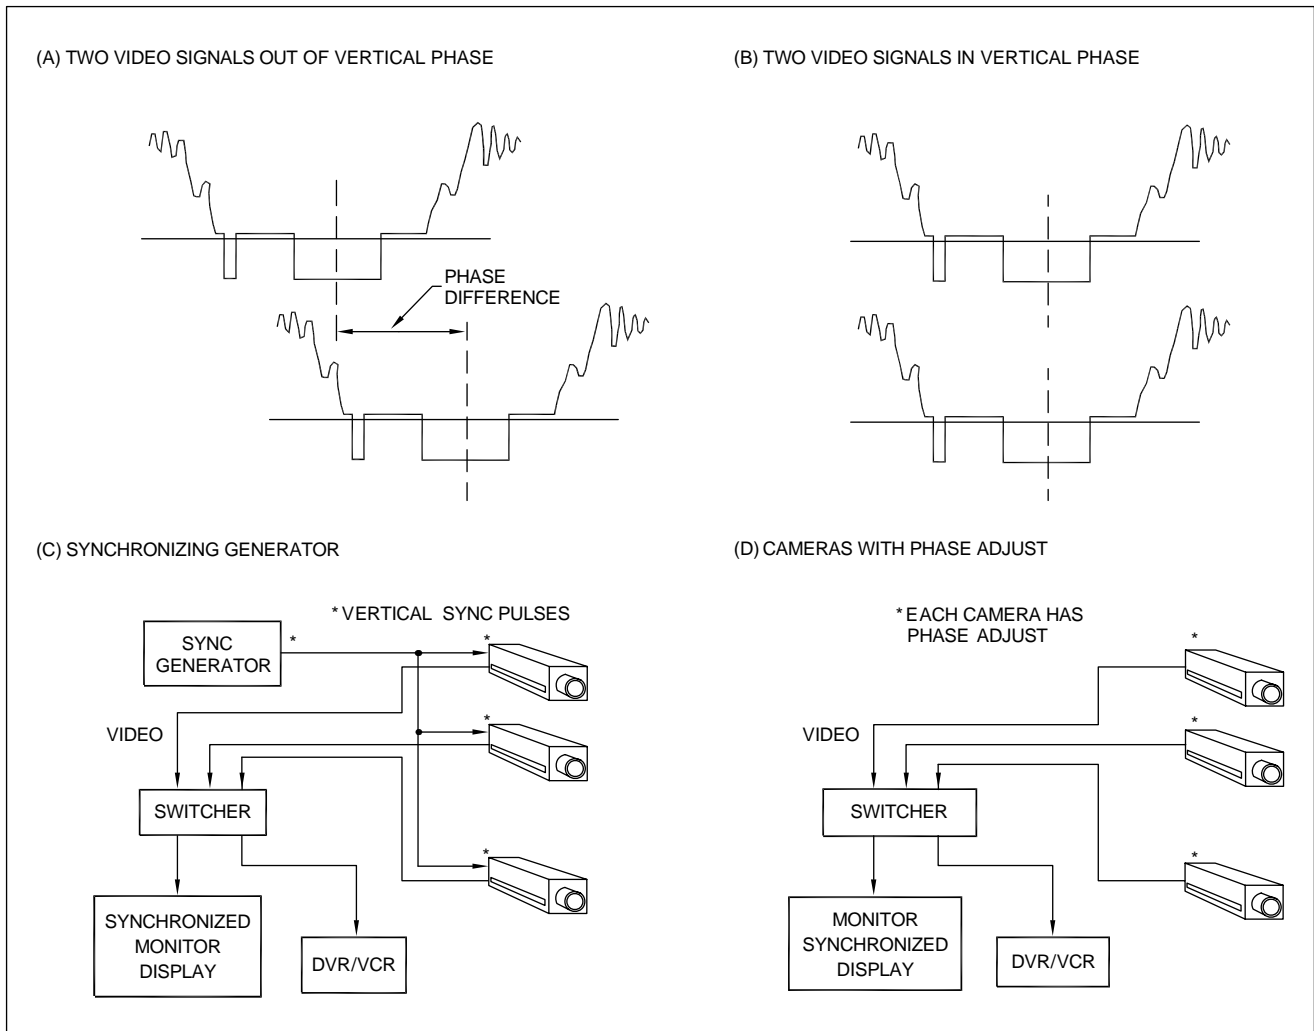 (A) TWO VIDEO SIGNALS OUT OF VERTICAL PHASE
PHASE
DIFFERENCE
(B) TWO VIDEO SIGNALS IN VERTICAL PHASE
(C) SYNCHRONIZING GENERATOR
* VERTICAL SYNC PULSES
SYNC
GENERATOR
*
*
*
*
VIDEO
SWITCHER
SYNCHRONIZED
MONITOR
DISPLAY
DVR/VCR
(D) CAMERAS WITH PHASE ADJUST
* EACH CAMERA HAS
PHASE ADJUST
*
*
*
VIDEO
SWITCHER
MONITOR
SYNCHRONIZED
DISPLAY
DVR/VCR